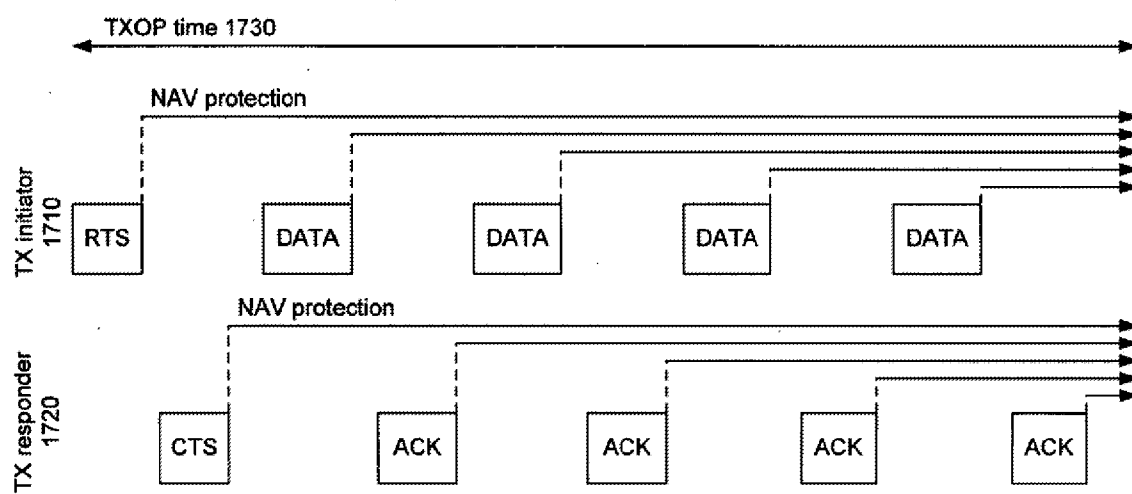 TXOP time 1730
NAV protection
TX initiator
1710
RTS
DATA
DATA
DATA
DATA
NAV protection
TX responder
1720
CTS
ACK
ACK
ACK
ACK